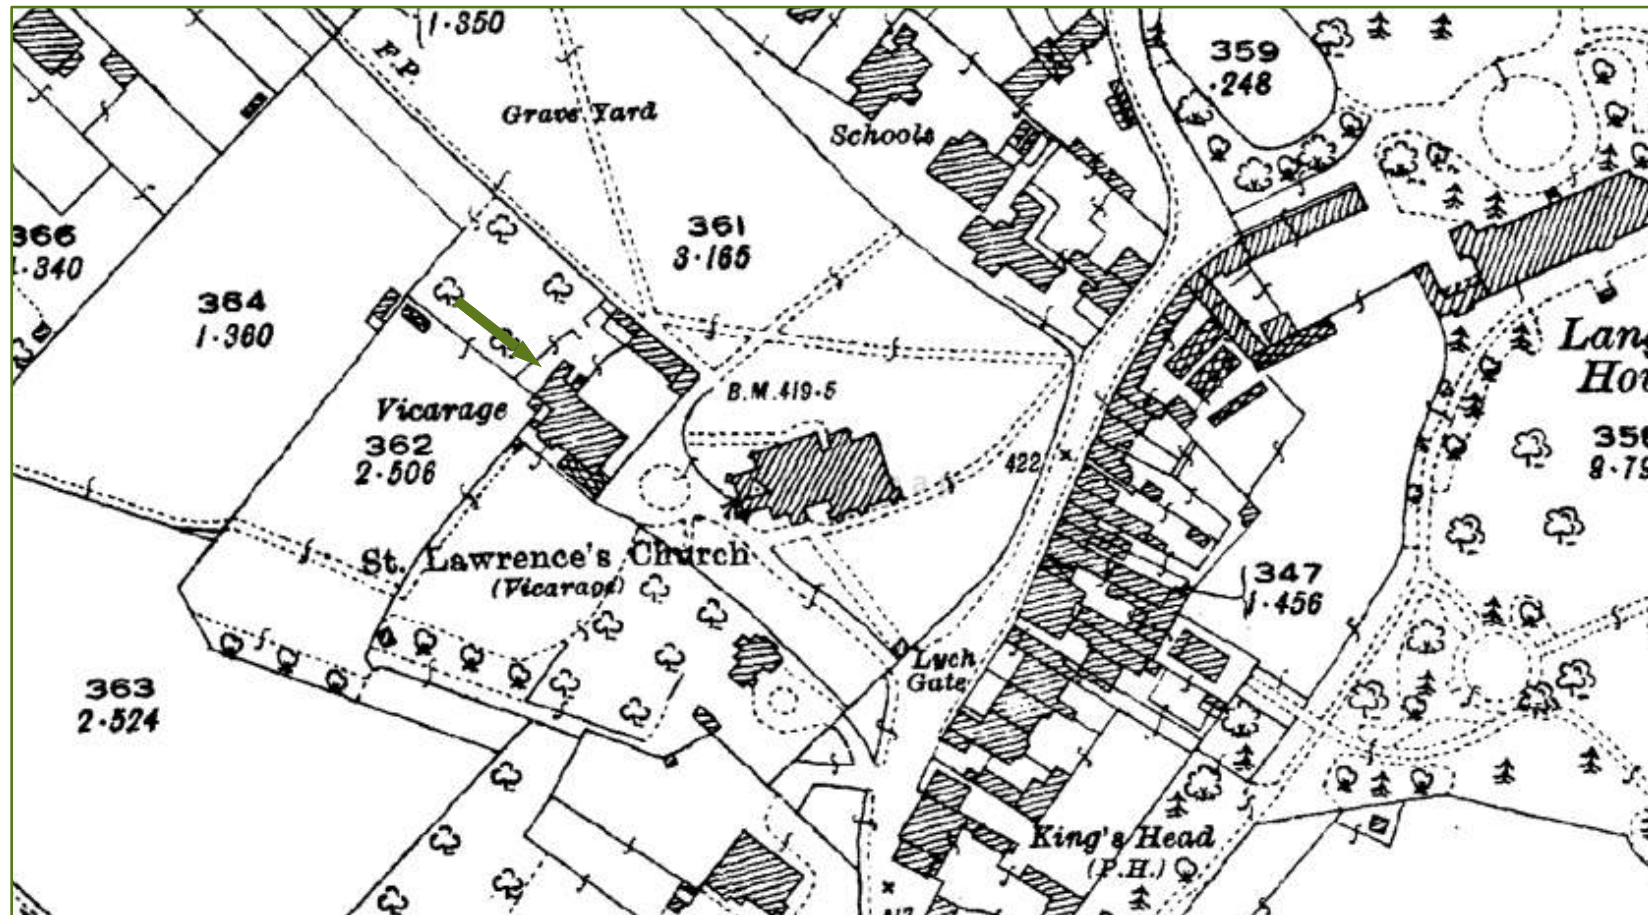 1·350
F.P.
Grave Yard
Schools
359
·248
361
3·165
366
1·340
364
1·360
Vicarage
362
2·506
B.M. 419·5
422
St. Lawrence's Church
(Vicarage)
347
1·456
Lych
Gate
363
2·524
King's Head
(P.H.)